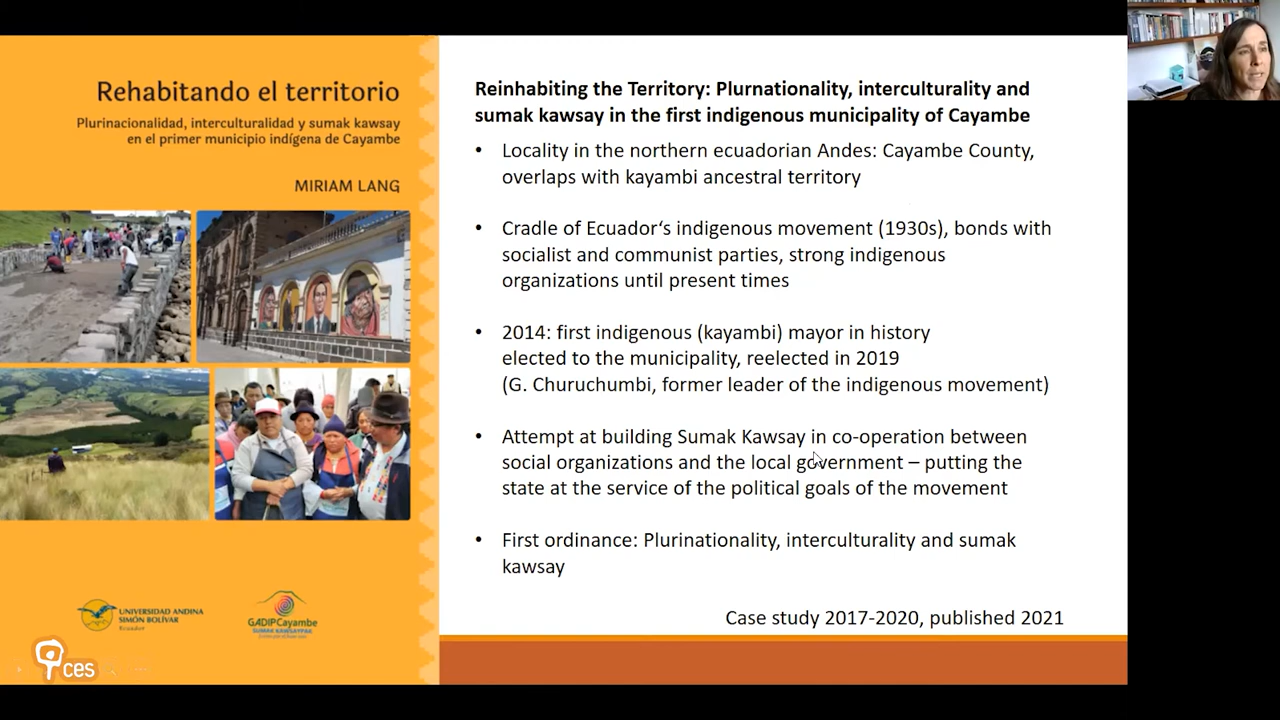 Rehabitando el territorio
Plurinacionalidad, interculturalidad y sumak kawsay
en el primer municipio indígena de Cayambe
MIRIAM LANG
UNIVERSIDAD ANDINA
SIMÓN BOLÍVAR
Ecuador
GADIPCayambe
SUMAK KAWSAYPAK
ces
Reinhabiting the Territory: Plurnationality, interculturality and
sumak kawsay in the first indigenous municipality of Cayambe
• Locality in the northern ecuadorian Andes: Cayambe County,
overlaps with kayambi ancestral territory
• Cradle of Ecuador‘s indigenous movement (1930s), bonds with
socialist and communist parties, strong indigenous
organizations until present times
• 2014: first indigenous (kayambi) mayor in history
elected to the municipality, reelected in 2019
(G. Churuchumbi, former leader of the indigenous movement)
• Attempt at building Sumak Kawsay in co-operation between
social organizations and the local government – putting the
state at the service of the political goals of the movement
• First ordinance: Plurinationality, interculturality and sumak
kawsay
Case study 2017-2020, published 2021